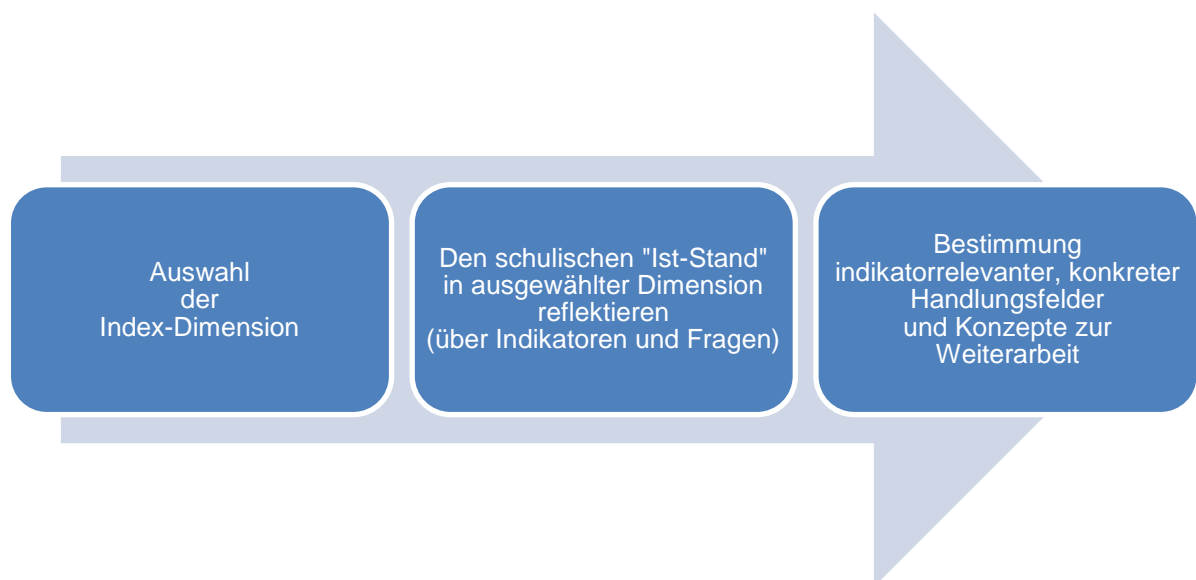 Auswahl
der
Index-Dimension
Den schulischen "Ist-Stand"
in ausgewählter Dimension
reflektieren
(über Indikatoren und Fragen)
Bestimmung
indikatorrelevanter, konkreter
Handlungsfelder
und Konzepte zur
Weiterarbeit